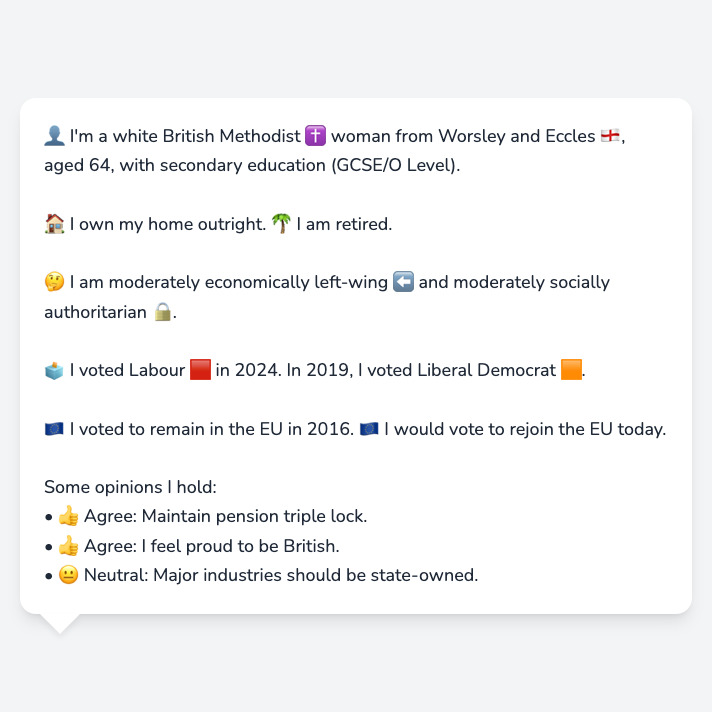 👤 I'm a white British Methodist ✝️ woman from Worsley and Eccles 🏴󠁧󠁢󠁥󠁮󠁧󠁿,
aged 64, with secondary education (GCSE/O Level).
🏠 I own my home outright. 🌴 I am retired.
🤔 I am moderately economically left-wing ⬅️ and moderately socially
authoritarian 🔒.
🗳️ I voted Labour 🟥 in 2024. In 2019, I voted Liberal Democrat 🟧.
🇪🇺 I voted to remain in the EU in 2016. 🇪🇺 I would vote to rejoin the EU today.
Some opinions I hold:
• 👍 Agree: Maintain pension triple lock.
• 👍 Agree: I feel proud to be British.
• 😐 Neutral: Major industries should be state-owned.